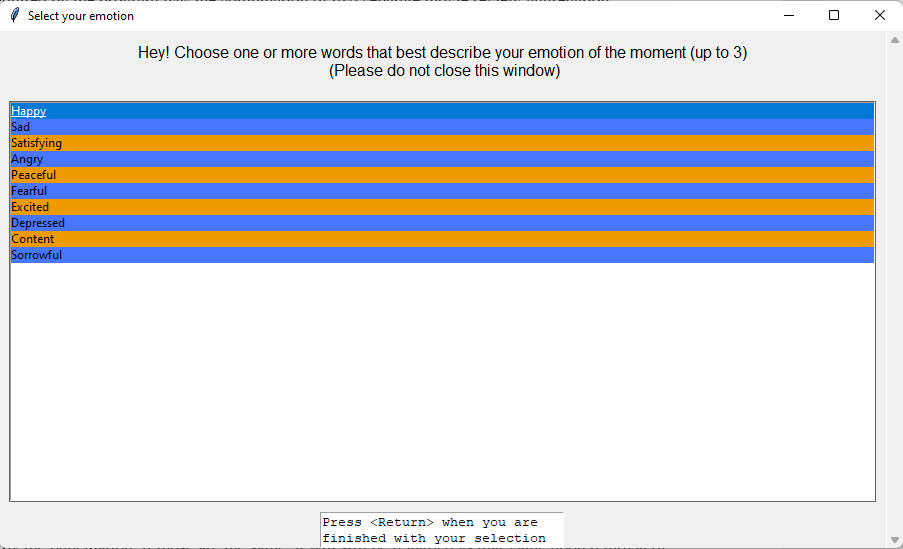 Select your emotion
Hey! Choose one or more words that best describe your emotion of the moment (up to 3)
(Please do not close this window)
Happy
Sad
Satisfying
Angry
Peaceful
Fearful
Excited
Depressed
Content
Sorrowful
Press <Return> when you are
finished with your selection